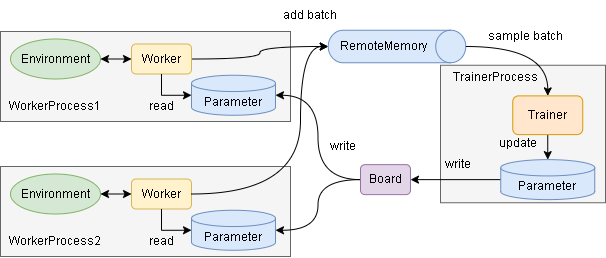 add batch
RemoteMemory
sample batch
Environment
Worker
read
Parameter
WorkerProcess1
TrainerProcess
Trainer
update
Parameter
write
Board
write
Environment
Worker
read
Parameter
WorkerProcess2